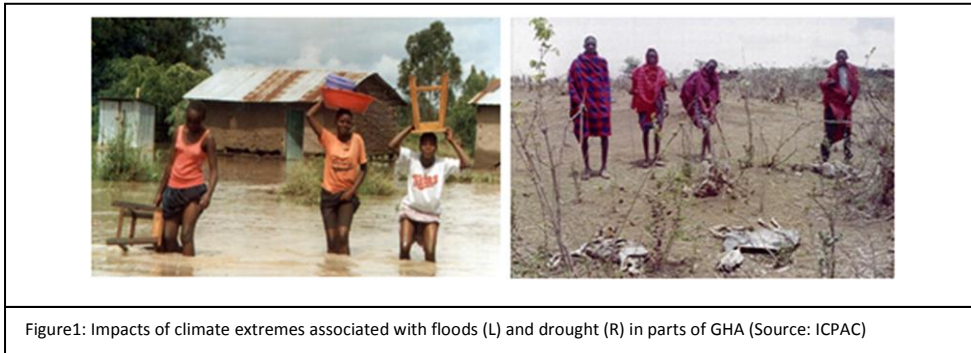 Figure1: Impacts of climate extremes associated with floods (L) and drought (R) in parts of GHA (Source: ICPAC)